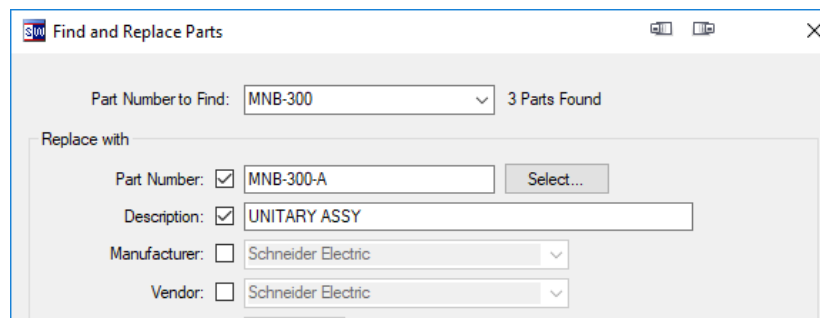 SW Find and Replace Parts
Part Number to Find: MNB-300 3 Parts Found
Replace with
Part Number: MNB-300-A Select...
Description: UNITARY ASSY
Manufacturer: Schneider Electric
Vendor: Schneider Electric